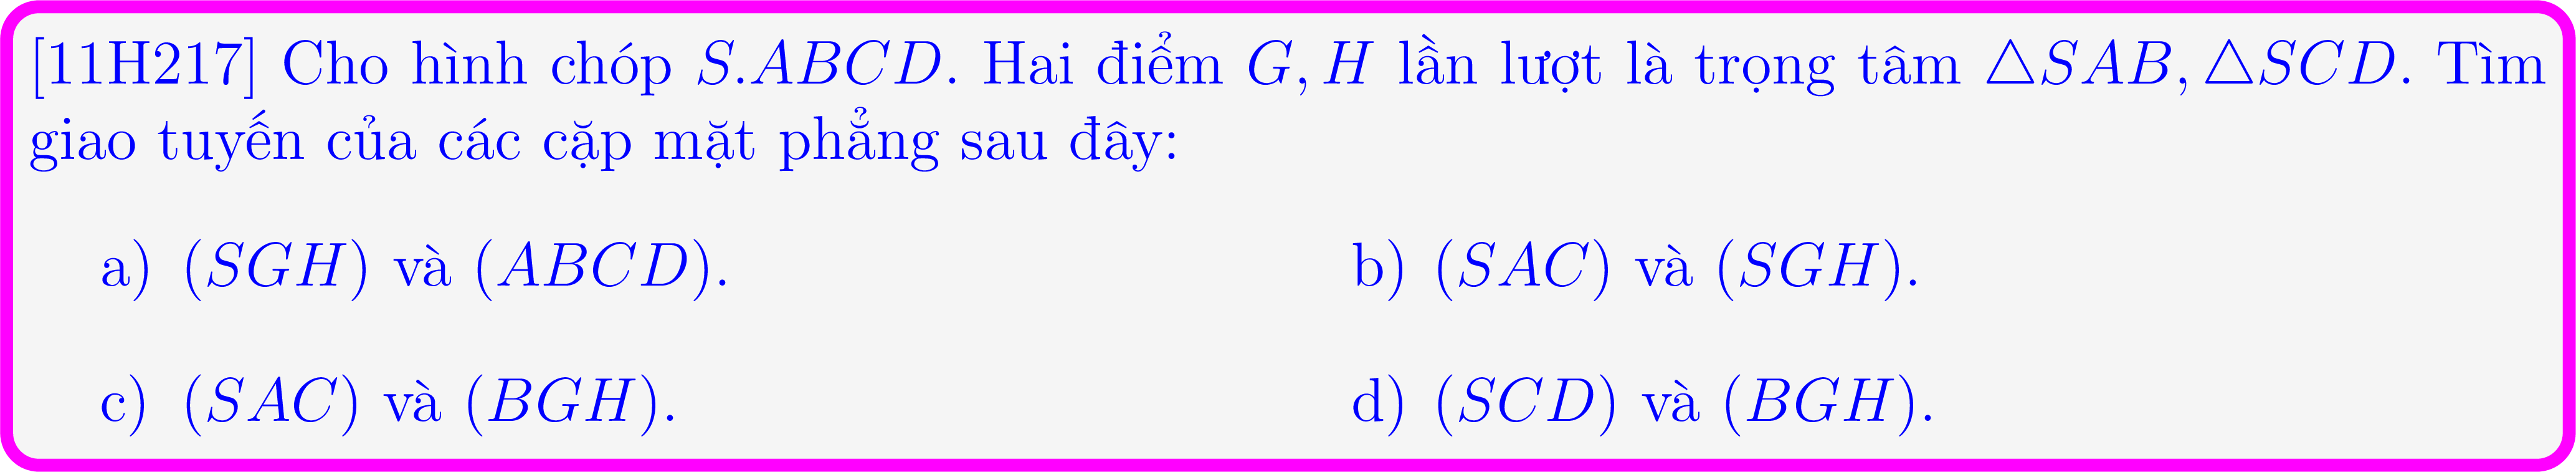 [11H217] Cho hình chóp S.ABCD. Hai điểm G, H lần lượt là trọng tâm △SAB, △SCD. Tìm
giao tuyến của các cặp mặt phẳng sau đây:
a) (SGH) và (ABCD).
b) (SAC) và (SGH).
c) (SAC) và (BGH).
d) (SCD) và (BGH).